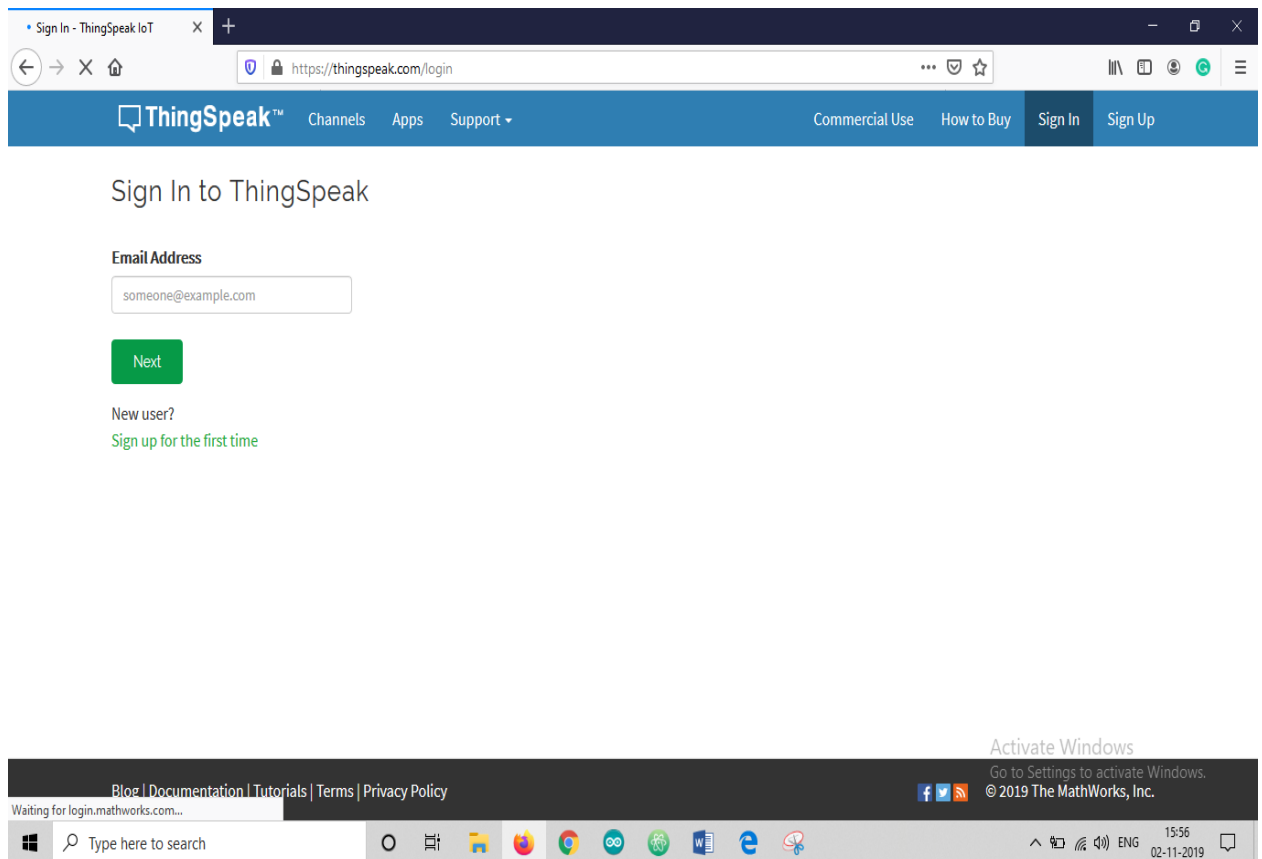 • Sign In - ThingSpeak IoT
https://thingspeak.com/login
ThingSpeak™ Channels Apps Support Commercial Use How to Buy Sign In Sign Up
Sign In to ThingSpeak
Email Address
someone@example.com
Next
New user?
Sign up for the first time
Activate Windows
Go to Settings to activate Windows.
Blog | Documentation | Tutorials | Terms | Privacy Policy © 2019 The MathWorks, Inc.
Waiting for login.mathworks.com...
Type here to search ENG 15:56
02-11-2019